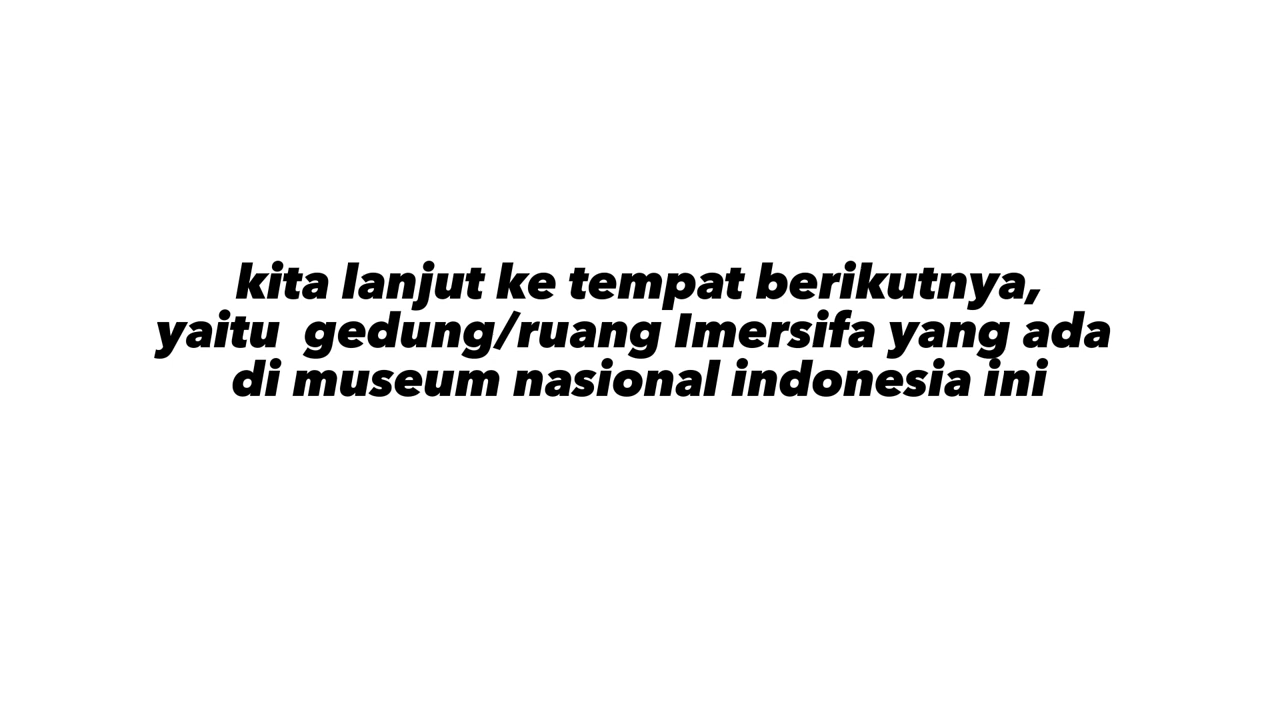 kita lanjut ke tempat berikutnya,
yaitu  gedung/ruang Imersifa yang ada
di museum nasional indonesia ini